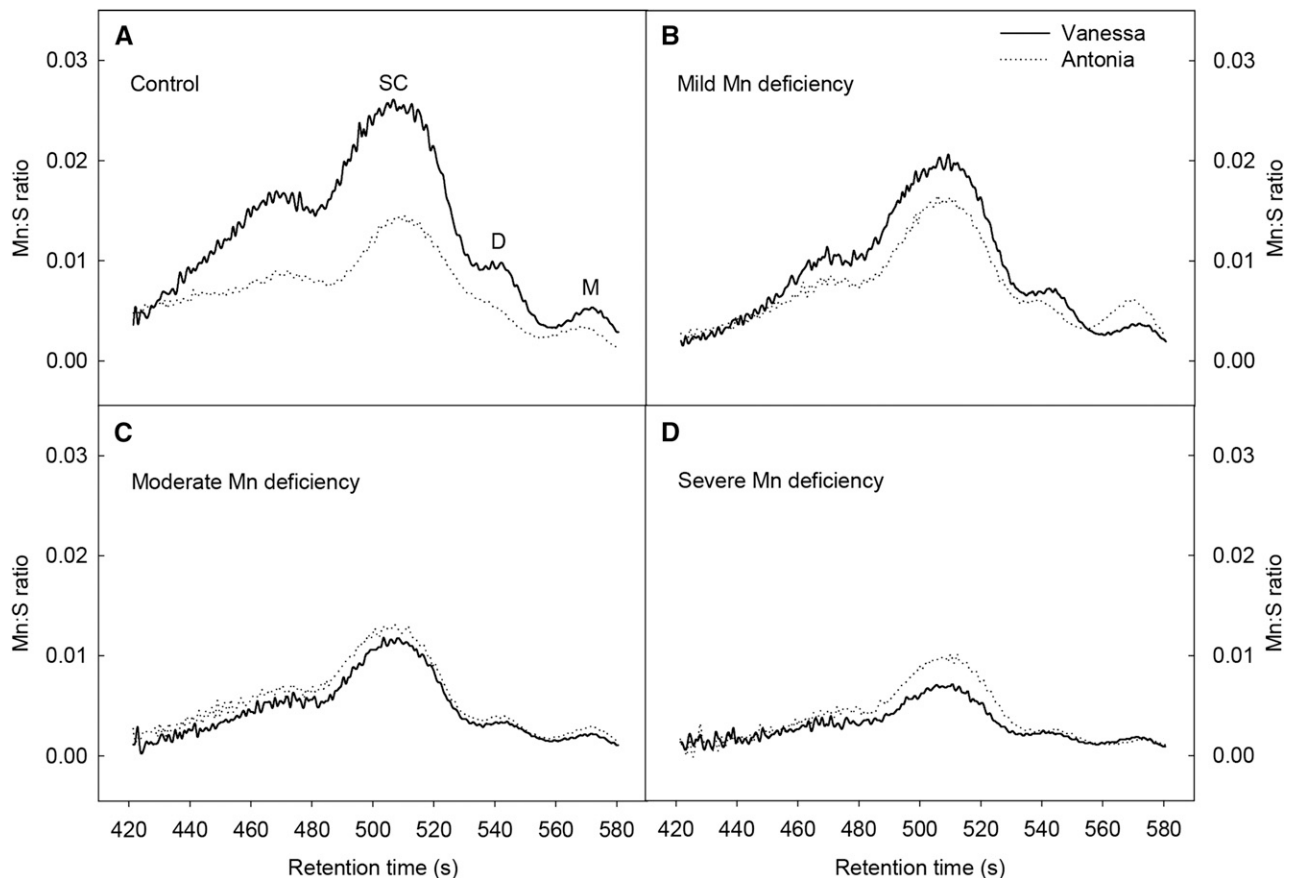 A
B
Vanessa
Antonia
Control
Mild Mn deficiency
SC
D
M
0.03
0.02
0.01
0.00
Mn:S ratio
0.03
0.02
0.01
0.00
Mn:S ratio
C
D
Moderate Mn deficiency
Severe Mn deficiency
0.03
0.02
0.01
0.00
Mn:S ratio
0.03
0.02
0.01
0.00
Mn:S ratio
420 440 460 480 500 520 540 560 580
420 440 460 480 500 520 540 560 580
Retention time (s)
Retention time (s)